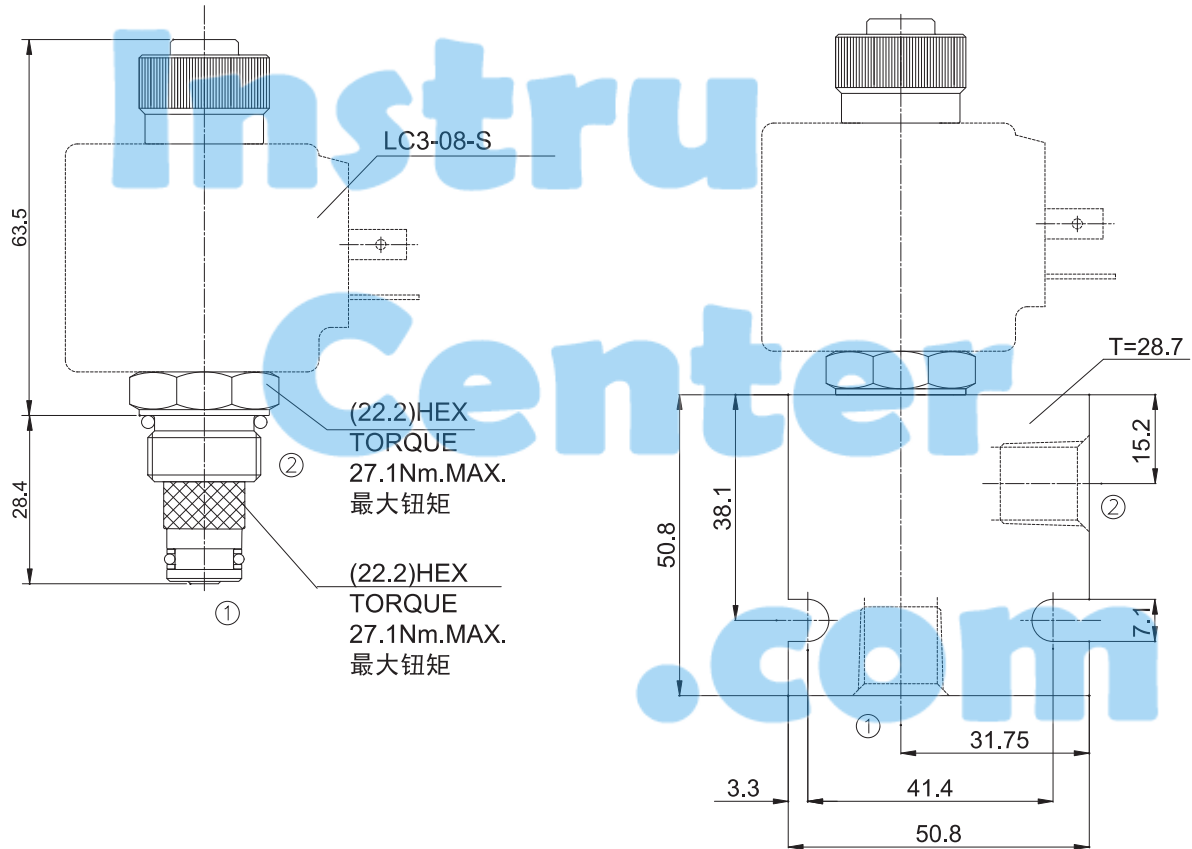 Instru
Center
.com
LC3-08-S
63.5
28.4
(22.2)HEX
TORQUE
27.1Nm.MAX.
最大钮矩
②
(22.2)HEX
TORQUE
27.1Nm.MAX.
最大钮矩
①
T=28.7
15.2
②
38.1
50.8
7.1
①
31.75
3.3
41.4
50.8